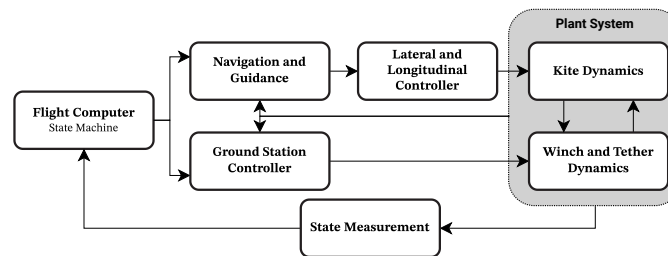 Plant System
Navigation and
Guidance
Lateral and
Longitudinal
Controller
Kite Dynamics
Flight Computer
State Machine
Ground Station
Controller
Winch and Tether
Dynamics
State Measurement